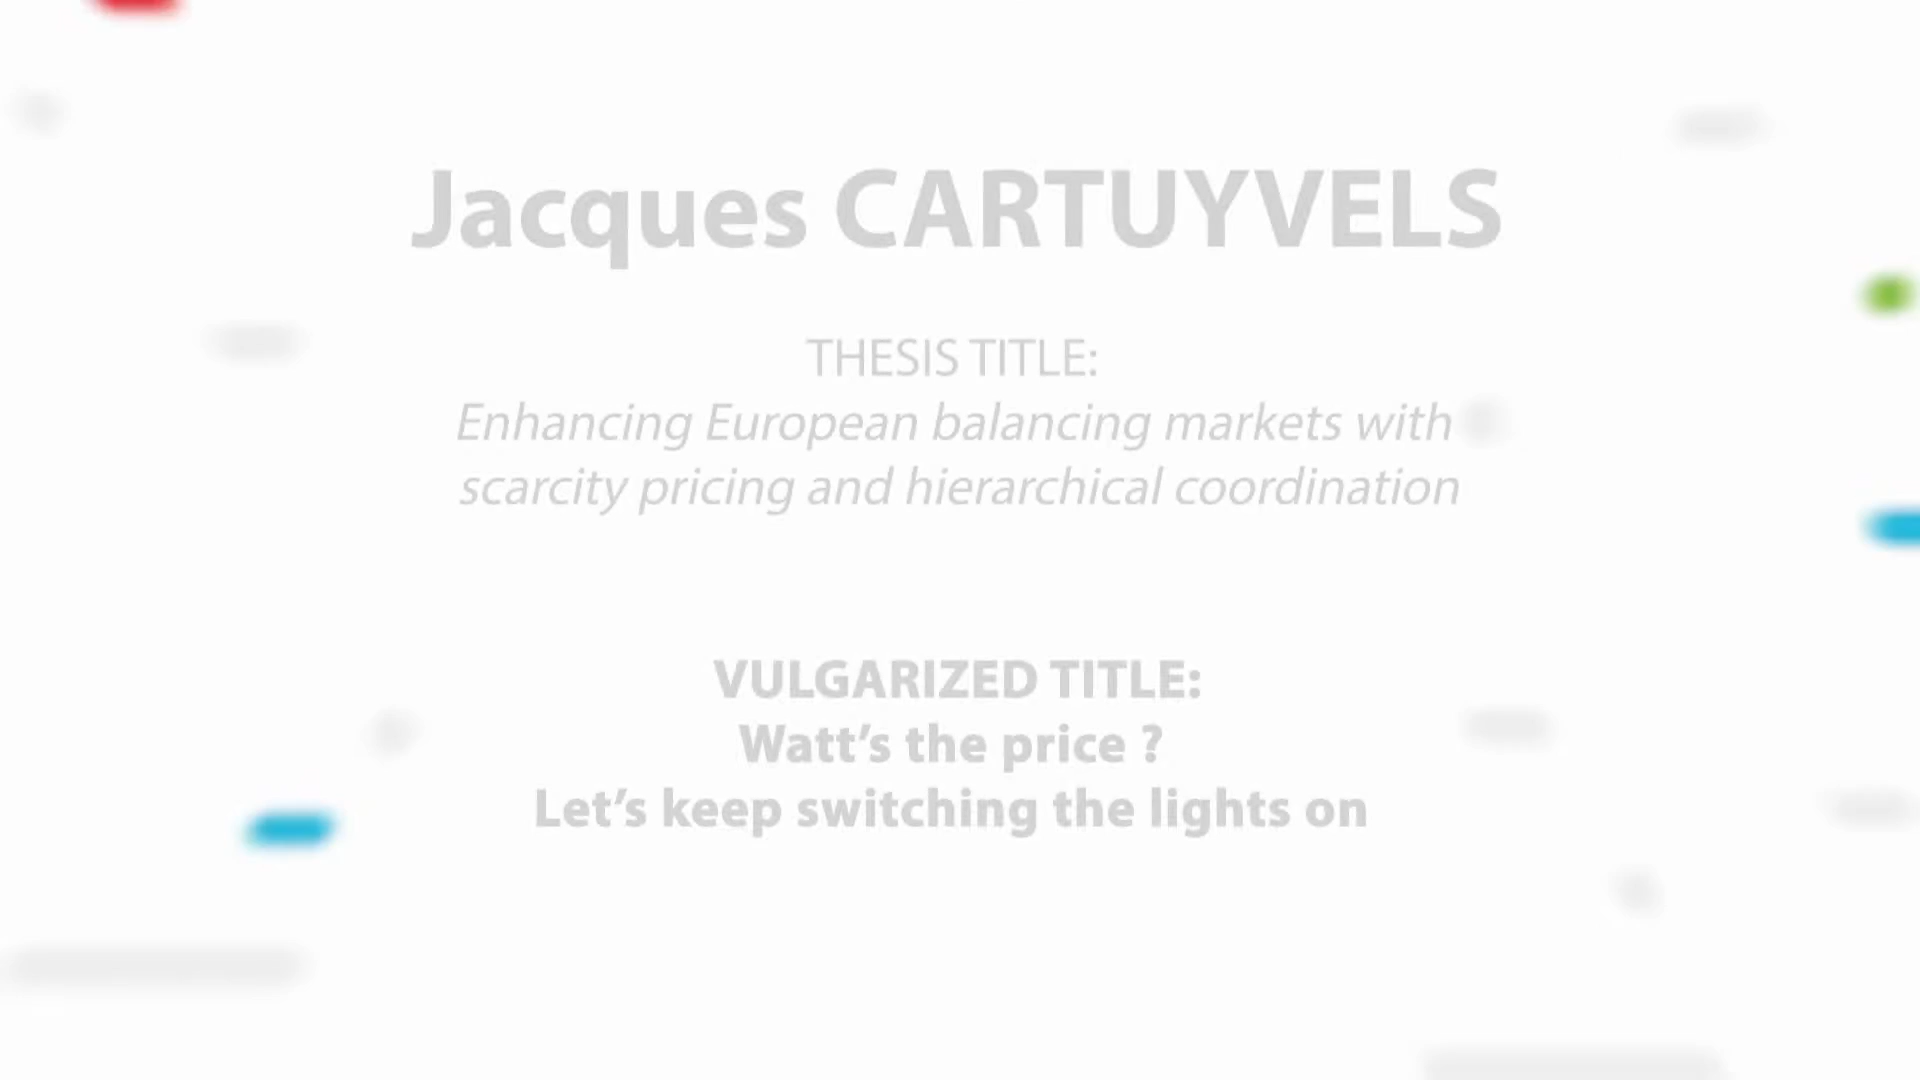 Jacques CARTUYVELS
THESIS TITLE:
Enhancing European balancing markets with
scarcity pricing and hierarchical coordination
VULGARIZED TITLE:
Watt’s the price ?
Let’s keep switching the lights on